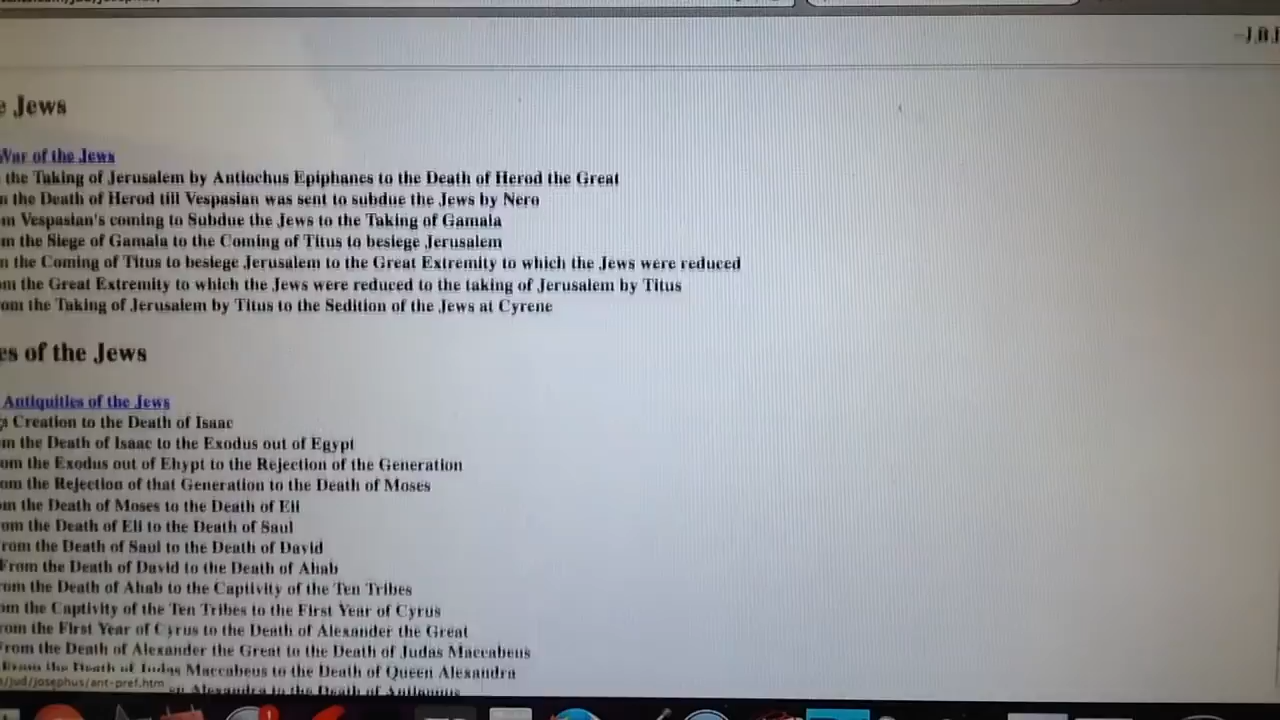 J.B.
e Jews
War of the Jews
the Taking of Jerusalem by Antiochus Epiphanes to the Death of Herod the Great
n the Death of Herod till Vespasian was sent to subdue the Jews by Nero
m Vespasian's coming to Subdue the Jews to the Taking of Gamala
m the Siege of Gamala to the Coming of Titus to besiege Jerusalem
n the Coming of Titus to besiege Jerusalem to the Great Extremity to which the Jews were reduced
om the Great Extremity to which the Jews were reduced to the taking of Jerusalem by Titus
om the Taking of Jerusalem by Titus to the Sedition of the Jews at Cyrene
es of the Jews
Antiquities of the Jews
Creation to the Death of Isaac
m the Death of Isaac to the Exodus out of Egypt
om the Exodus out of Ehypt to the Rejection of the Generation
om the Rejection of that Generation to the Death of Moses
om the Death of Moses to the Death of Eli
om the Death of Eli to the Death of Saul
rom the Death of Saul to the Death of David
From the Death of David to the Death of Ahab
rom the Death of Ahab to the Captivity of the Ten Tribes
om the Captivity of the Ten Tribes to the First Year of Cyrus
rom the First Year of Cyrus to the Death of Alexander the Great
From the Death of Alexander the Great to the Death of Judas Maccabeus
From the Death of Judas Maccabeus to the Death of Queen Alexandra
/jud/josephus/ant-pref.htm
Alexandra to the Death of Antigonus